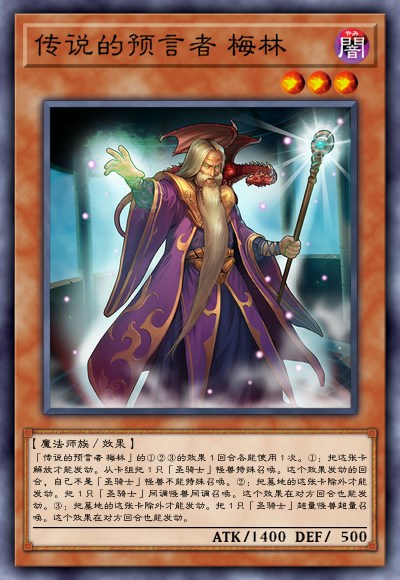 传说的预言者 梅林
やみ
闇
【魔法师族／效果】
「传说的预言者 梅林」的①②③的效果1回合各能使用1次。①：把这张卡
解放才能发动。从卡组把1只「圣骑士」怪兽特殊召唤。这个效果发动的回
合，自己不是「圣骑士」怪兽不能特殊召唤。②：把墓地的这张卡除外才能
发动。把1只「圣骑士」同调怪兽同调召唤。这个效果在对方回合也能发
动。③：把墓地的这张卡除外才能发动。把1只「圣骑士」超量怪兽超量召
唤。这个效果在对方回合也能发动。
ATK/1400 DEF/ 500